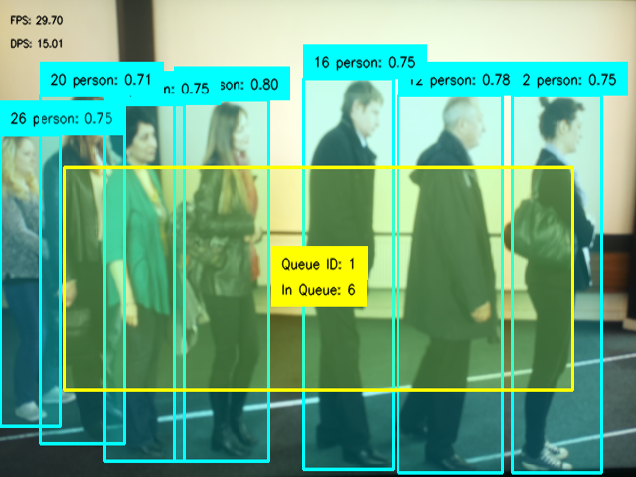 FPS: 29.70
DPS: 15.01
16 person: 0.75
20 person: 0.71
0.75
0.80
12 person: 0.78
2 person: 0.75
26 person: 0.75
Queue ID: 1
In Queue: 6